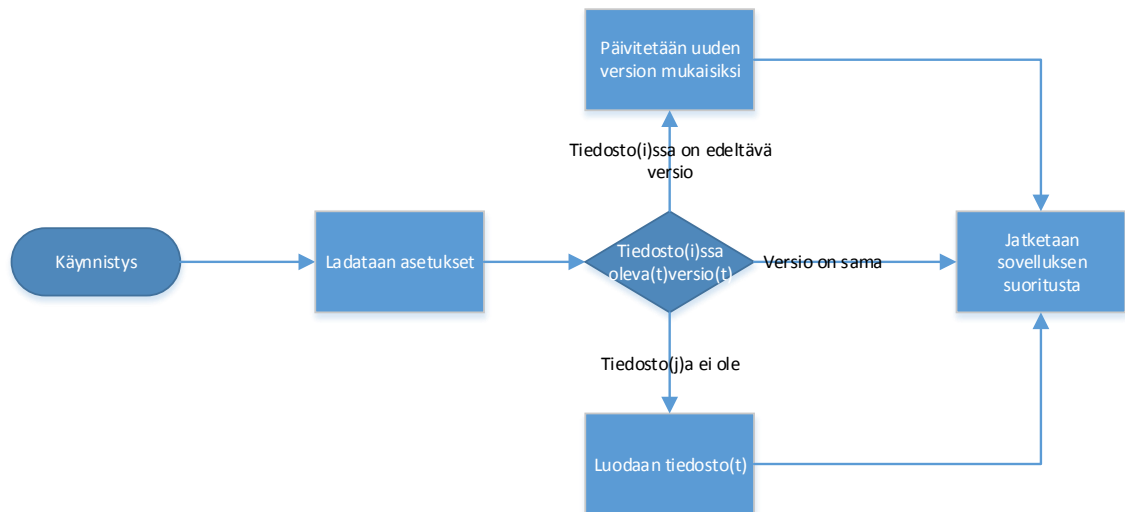 Päivitetään uuden
version mukaisiksi
Tiedosto(i)ssa on edeltävä
versio
Käynnistys
Ladataan asetukset
Tiedosto(i)ssa
oleva(t)versio(t)
Versio on sama
Jatketaan
sovelluksen
suoritusta
Tiedosto(j)a ei ole
Luodaan tiedosto(t)